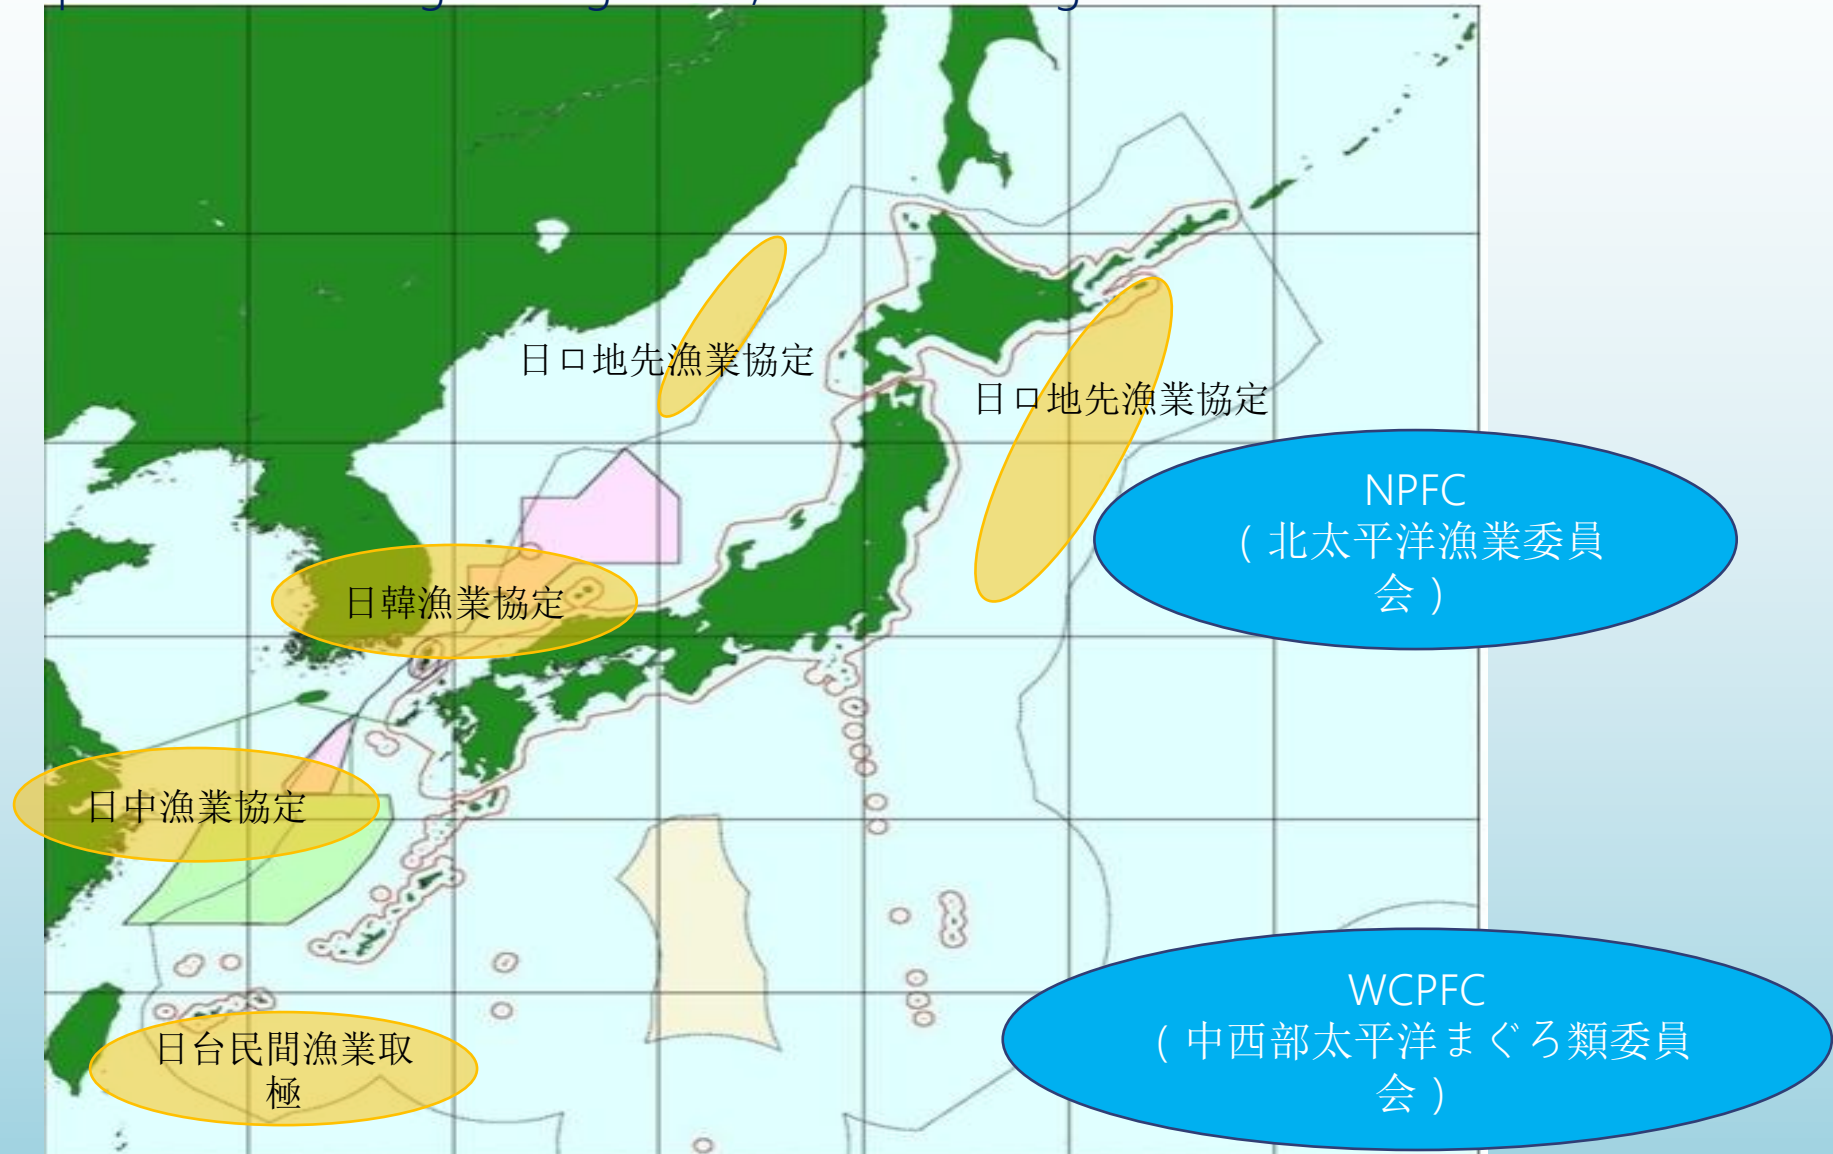 日ロ地先漁業協定
日ロ地先漁業協定
NPFC
(北太平洋漁業委員
会)
日韓漁業協定
日中漁業協定
WCPFC
(中西部太平洋まぐろ類委員
会)
日台民間漁業取
極